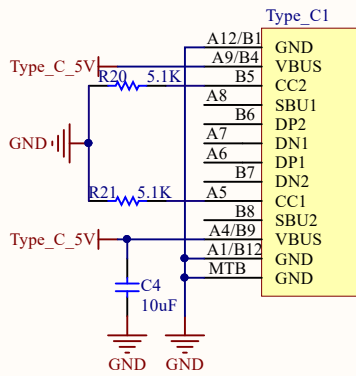 Type_C1
A12/B1 GND
Type_C_5V A9/B4 VBUS
R20 5.1K B5 CC2
A8 SBU1
B6 DP2
GND A7 DN1
A6 DP1
B7 DN2
R21 5.1K A5 CC1
B8 SBU2
Type_C_5V A4/B9 VBUS
A1/B12 GND
MTB GND
C4
10uF
GND GND